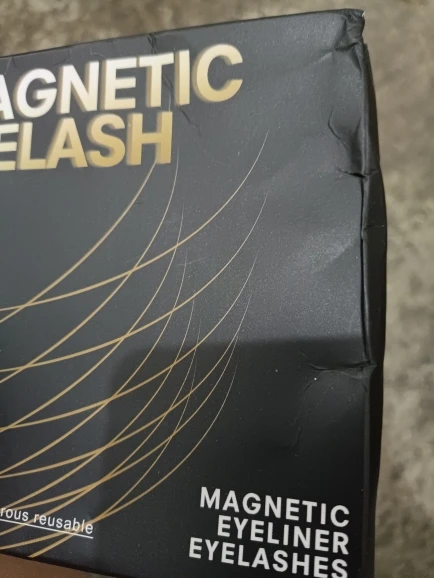 AGNETIC
ELASH
rous reusable
MAGNETIC
EYELINER
EYELASHES